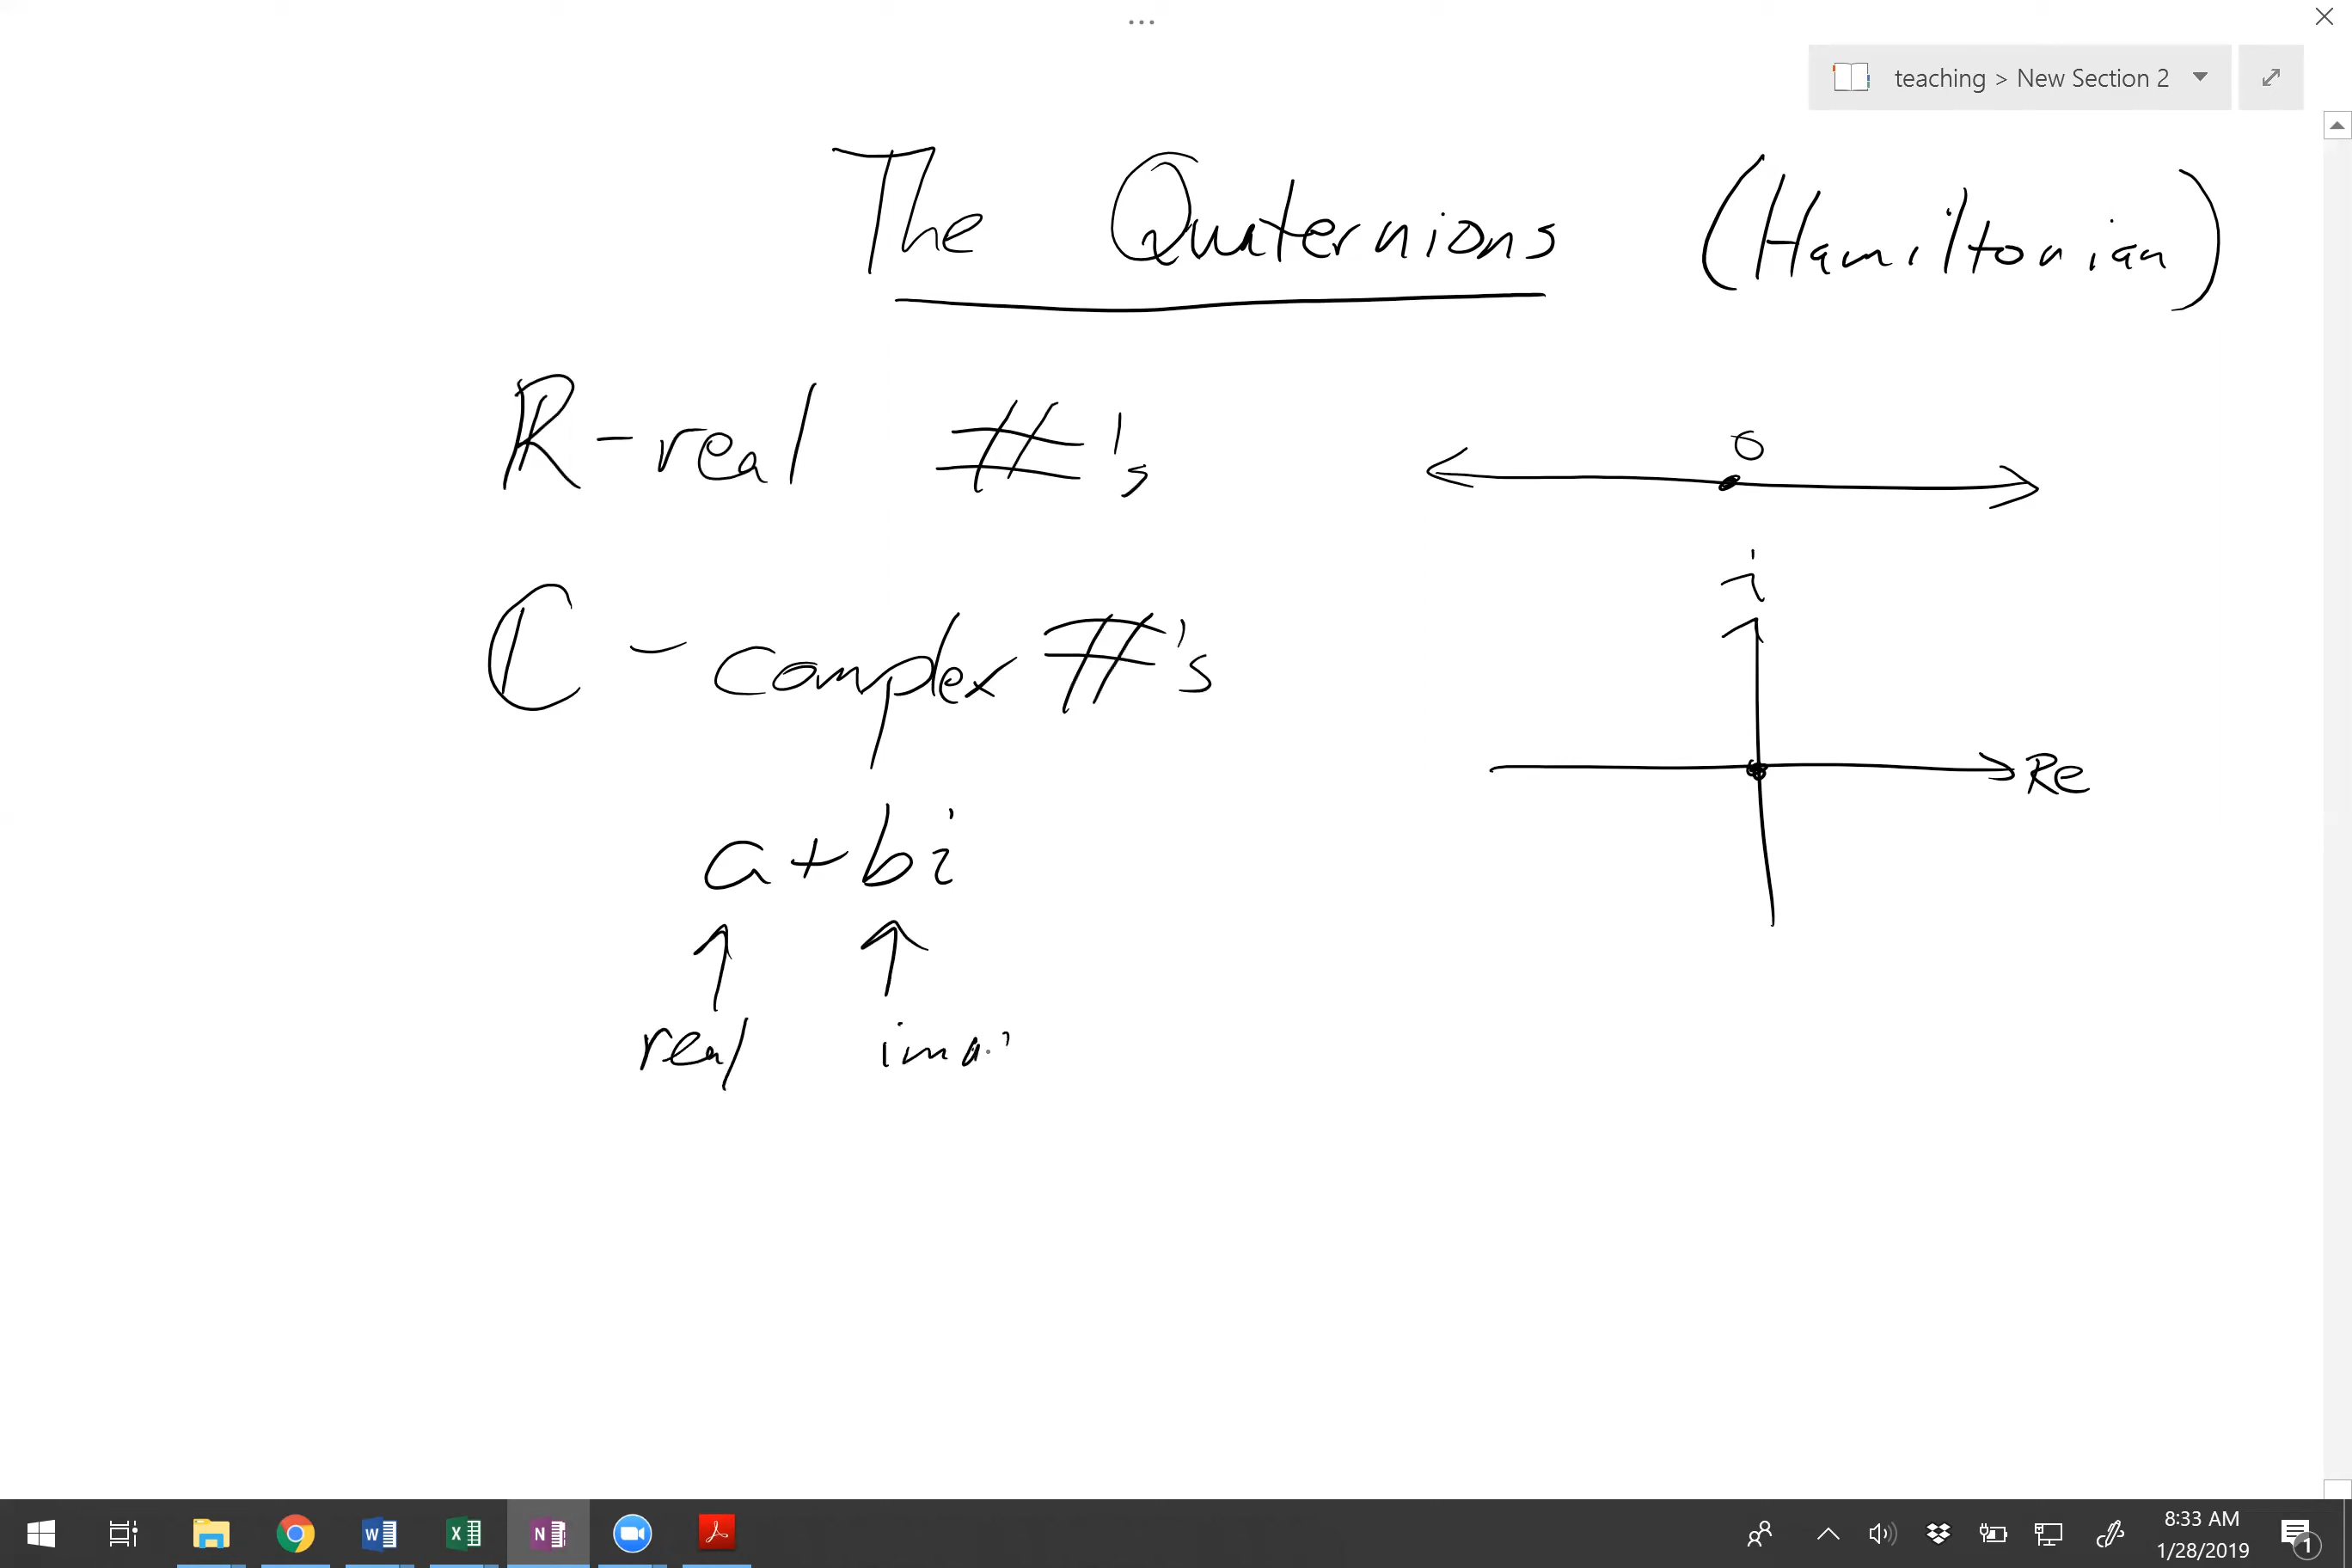 teaching > New Section 2
The Quaternions (Hamiltonian)
R-real #'s
0
C - complex #'s
i
Re
a+bi
real
8:33 AM
1/28/2019
1